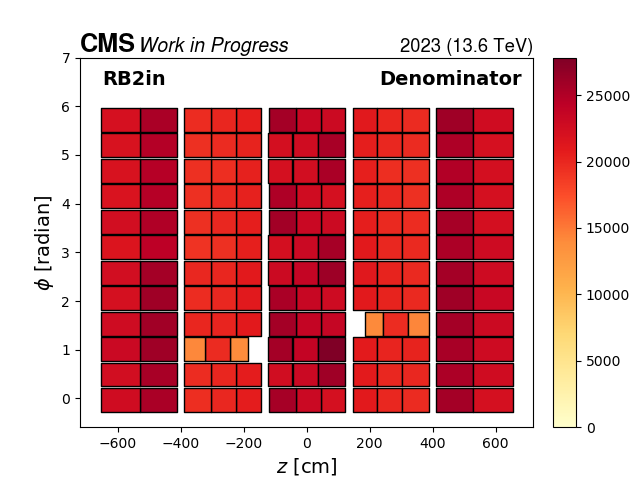 CMS Work in Progress 2023 (13.6 TeV)
RB2in Denominator
7
6
5
4
3
2
1
0
ϕ [radian]
−600 −400 −200 0 200 400 600
z [cm]
25000
20000
15000
10000
5000
0